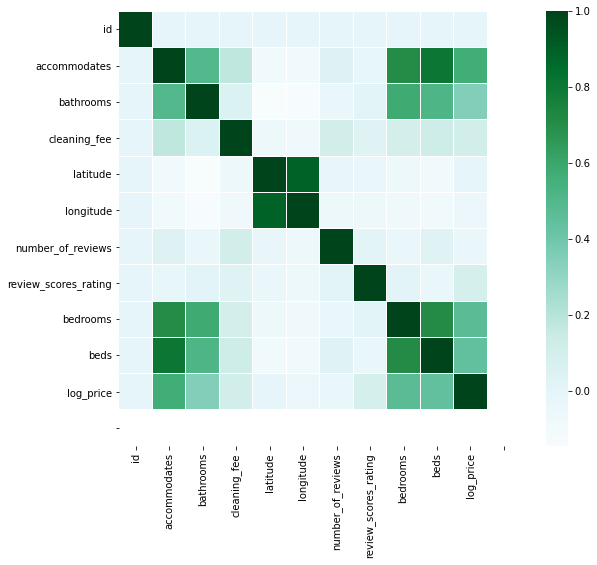 id
accommodates
bathrooms
cleaning_fee
latitude
longitude
number_of_reviews
review_scores_rating
bedrooms
beds
log_price
id
accommodates
bathrooms
cleaning_fee
latitude
longitude
number_of_reviews
review_scores_rating
bedrooms
beds
log_price
1.0
0.8
0.6
0.4
0.2
0.0